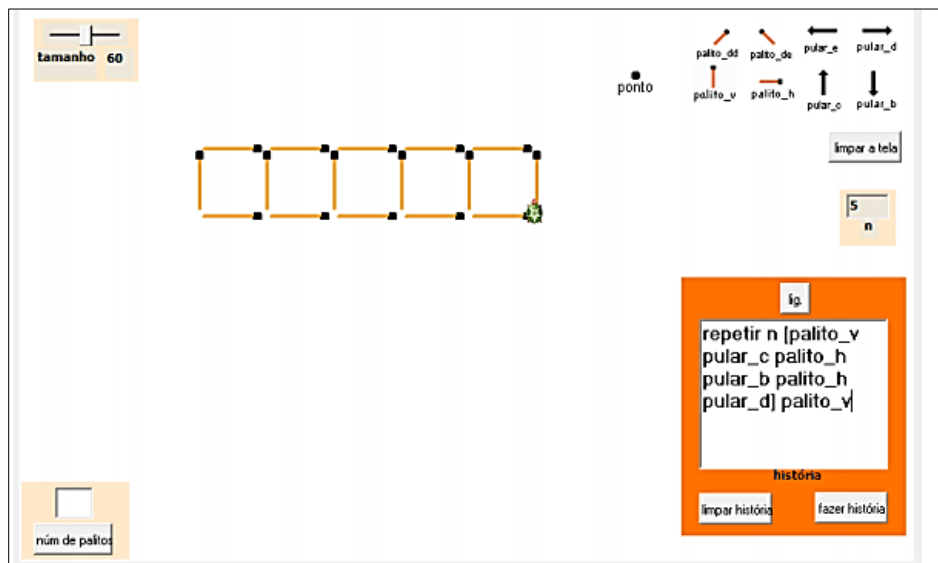 tamanho 60
palito_dd palito_de pular_e pular_d
ponto
palito_v palito_h pular_c pular_b
limpar a tela
5
n
lig.
repetir n [palito_v
pular_c palito_h
pular_b palito_h
pular_d] palito_v
história
limpar história fazer história
núm de palitos